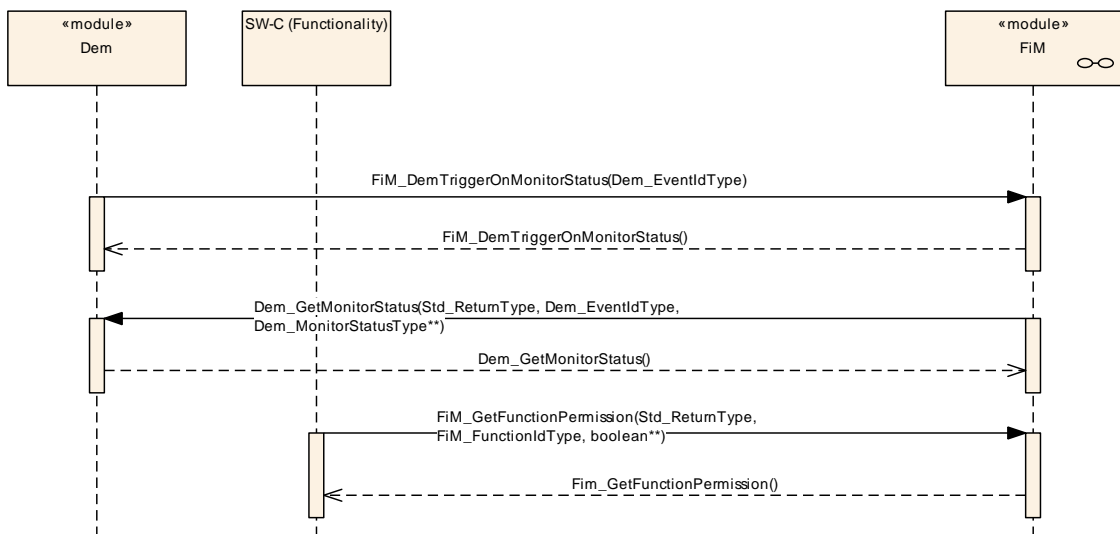 «module»
Dem
SW-C (Functionality)
«module»
FiM
FiM_DemTriggerOnMonitorStatus(Dem_EventIdType)
FiM_DemTriggerOnMonitorStatus()
Dem_GetMonitorStatus(Std_ReturnType, Dem_EventIdType,
Dem_MonitorStatusType**)
Dem_GetMonitorStatus()
FiM_GetFunctionPermission(Std_ReturnType,
FiM_FunctionIdType, boolean**)
Fim_GetFunctionPermission()